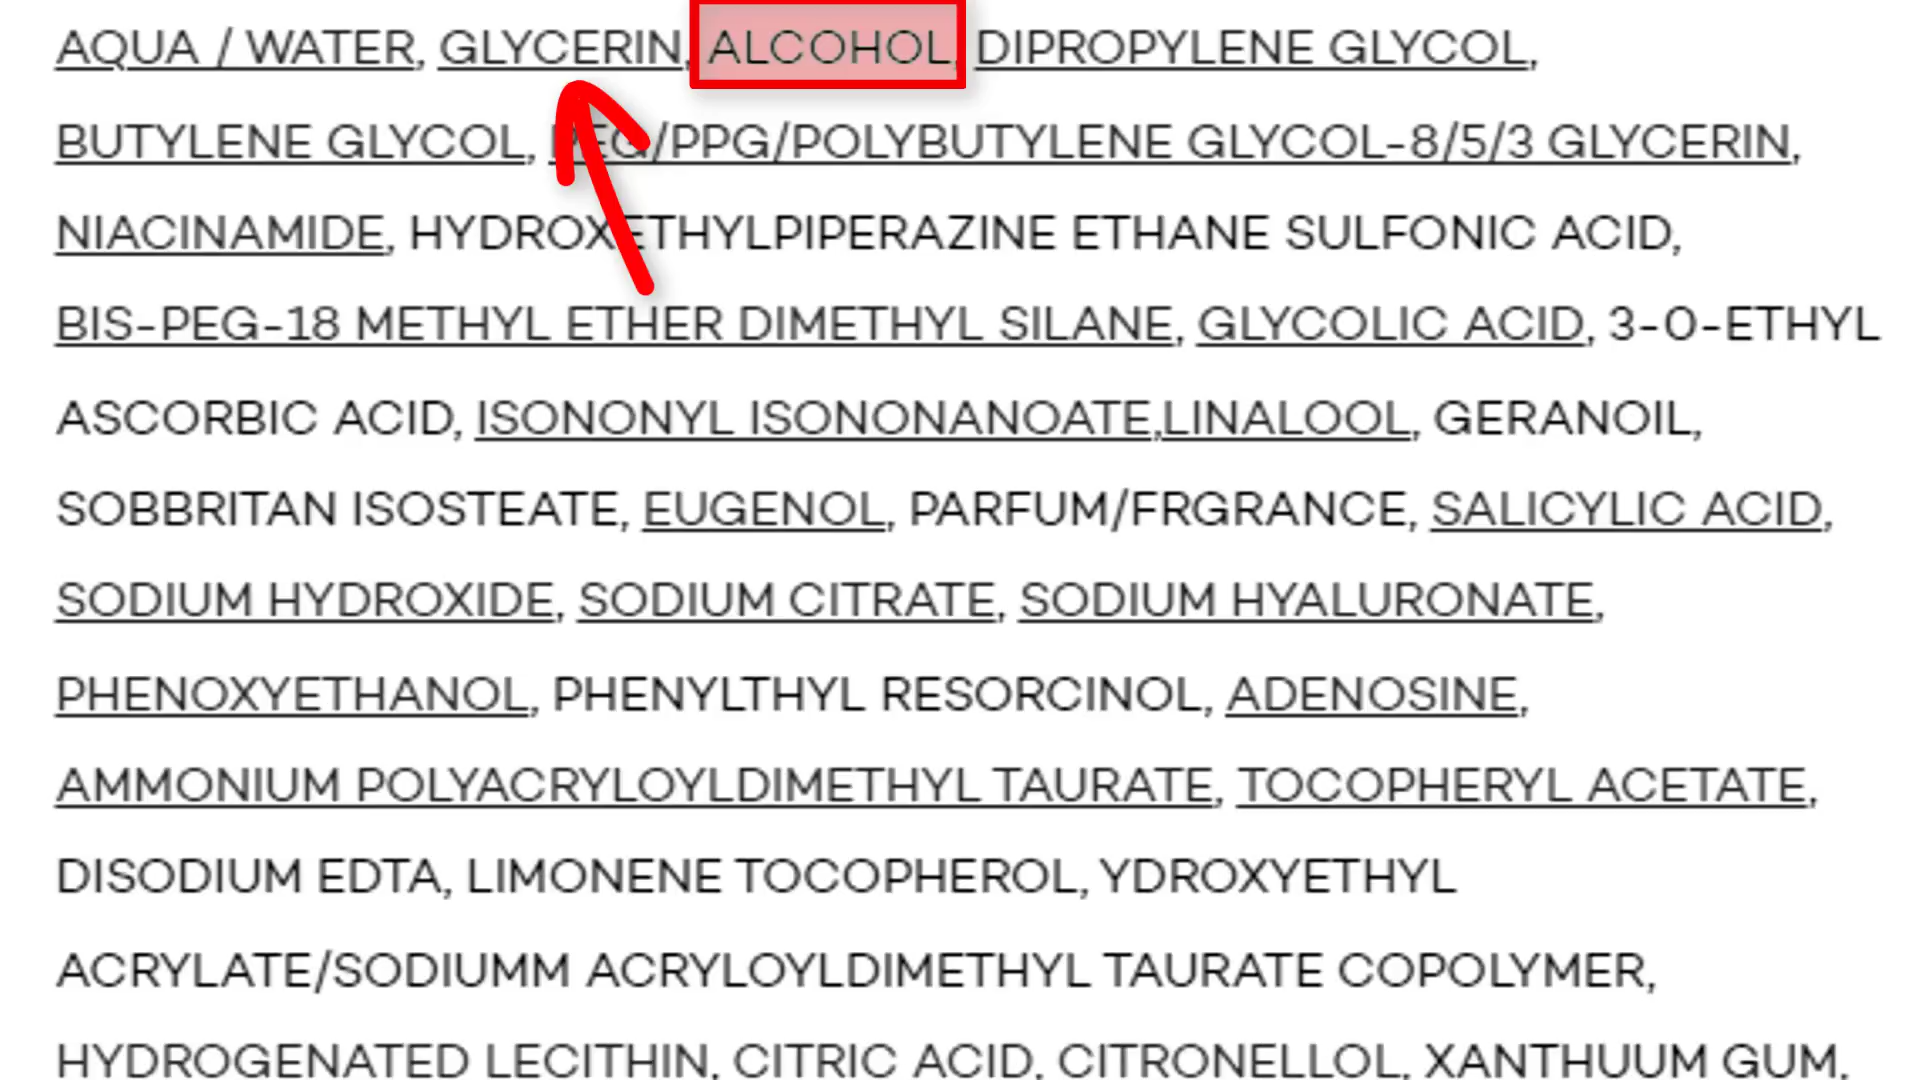 AQUA / WATER, GLYCERIN, ALCOHOL, DIPROPYLENE GLYCOL,
BUTYLENE GLYCOL, PEG/PPG/POLYBUTYLENE GLYCOL-8/5/3 GLYCERIN,
NIACINAMIDE, HYDROXETHYLPIPERAZINE ETHANE SULFONIC ACID,
BIS-PEG-18 METHYL ETHER DIMETHYL SILANE, GLYCOLIC ACID, 3-O-ETHYL
ASCORBIC ACID, ISONONYL ISONONANOATE,LINALOOL, GERANOIL,
SOBBRITAN ISOSTEATE, EUGENOL, PARFUM/FRGRANCE, SALICYLIC ACID,
SODIUM HYDROXIDE, SODIUM CITRATE, SODIUM HYALURONATE,
PHENOXYETHANOL, PHENYLTHYL RESORCINOL, ADENOSINE,
AMMONIUM POLYACRYLOYLDIMETHYL TAURATE, TOCOPHERYL ACETATE,
DISODIUM EDTA, LIMONENE TOCOPHEROL, YDROXYETHYL
ACRYLATE/SODIUMM ACRYLOYLDIMETHYL TAURATE COPOLYMER,
HYDROGENATED LECITHIN, CITRIC ACID, CITRONELLOL, XANTHUUM GUM,